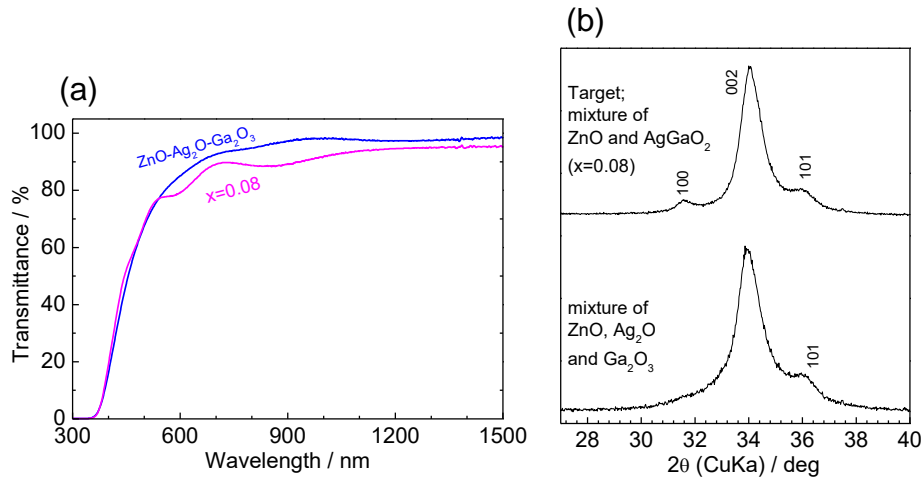 (a)
100
80
60
40
20
0
Transmittance / %
ZnO-Ag₂O-Ga₂O₃
x=0.08
300 600 900 1200 1500
Wavelength / nm
(b)
Target;
mixture of
ZnO and AgGaO₂
(x=0.08)
100
002
101
mixture of
ZnO, Ag₂O
and Ga₂O₃
101
28 30 32 34 36 38 40
2θ (CuKa) / deg